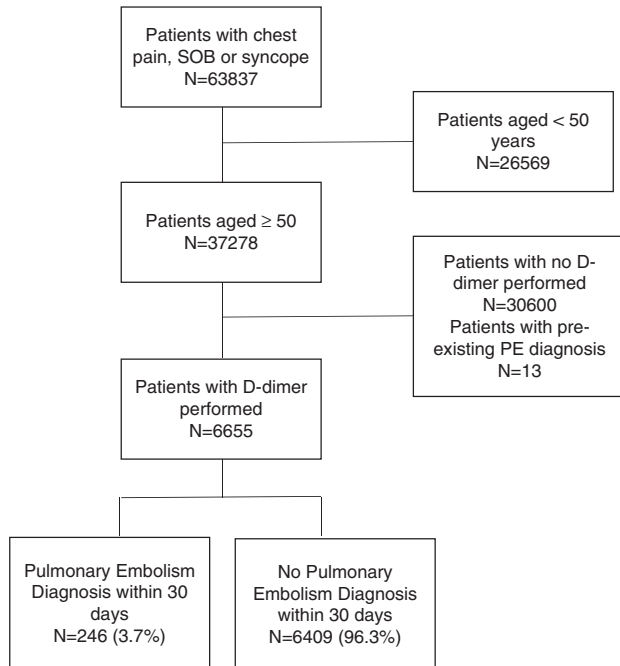 Patients with chest
pain, SOB or syncope
N=63837
Patients aged < 50
years
N=26569
Patients aged ≥ 50
N=37278
Patients with no D-
dimer performed
N=30600
Patients with pre-
existing PE diagnosis
N=13
Patients with D-dimer
performed
N=6655
Pulmonary Embolism
Diagnosis within 30
days
N=246 (3.7%)
No Pulmonary
Embolism Diagnosis
within 30 days
N=6409 (96.3%)